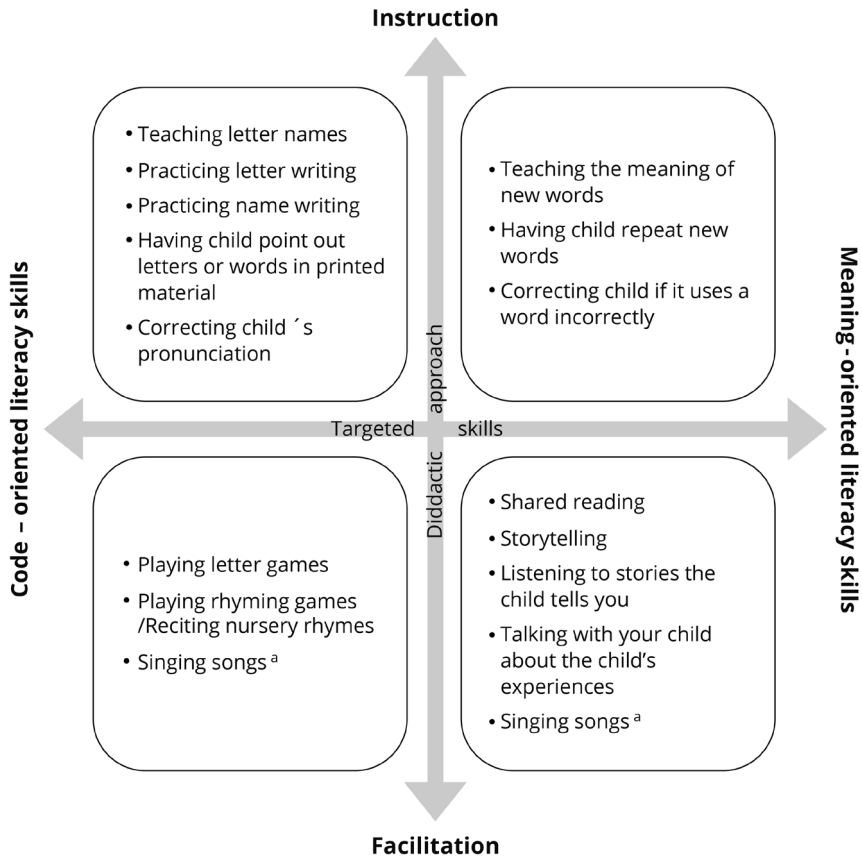 Instruction
• Teaching letter names
• Practicing letter writing
• Practicing name writing
• Having child point out
letters or words in printed
material
• Correcting child ´s
pronunciation
• Teaching the meaning of
new words
• Having child repeat new
words
• Correcting child if it uses a
word incorrectly
Code – oriented literacy skills
Meaning - oriented literacy skills
Targeted skills
Diddactic approach
• Playing letter games
• Playing rhyming games
/Reciting nursery rhymes
• Singing songs a
• Shared reading
• Storytelling
• Listening to stories the
child tells you
• Talking with your child
about the child’s
experiences
• Singing songs a
Facilitation